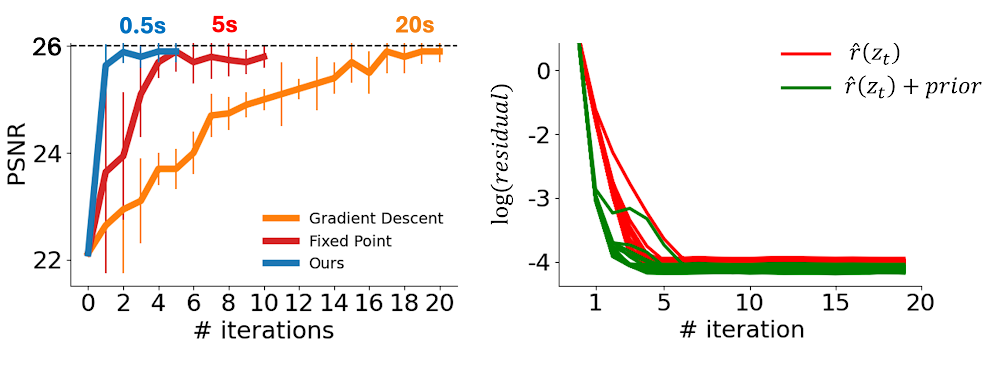 0.5s 5s 20s
26
24
22
PSNR
Gradient Descent
Fixed Point
Ours
0 2 4 6 8 10 12 14 16 18 20
# iterations
r̂(z_t)
r̂(z_t) + prior
0
-2
-3
-4
log(residual)
1 5 10 15 20
# iteration